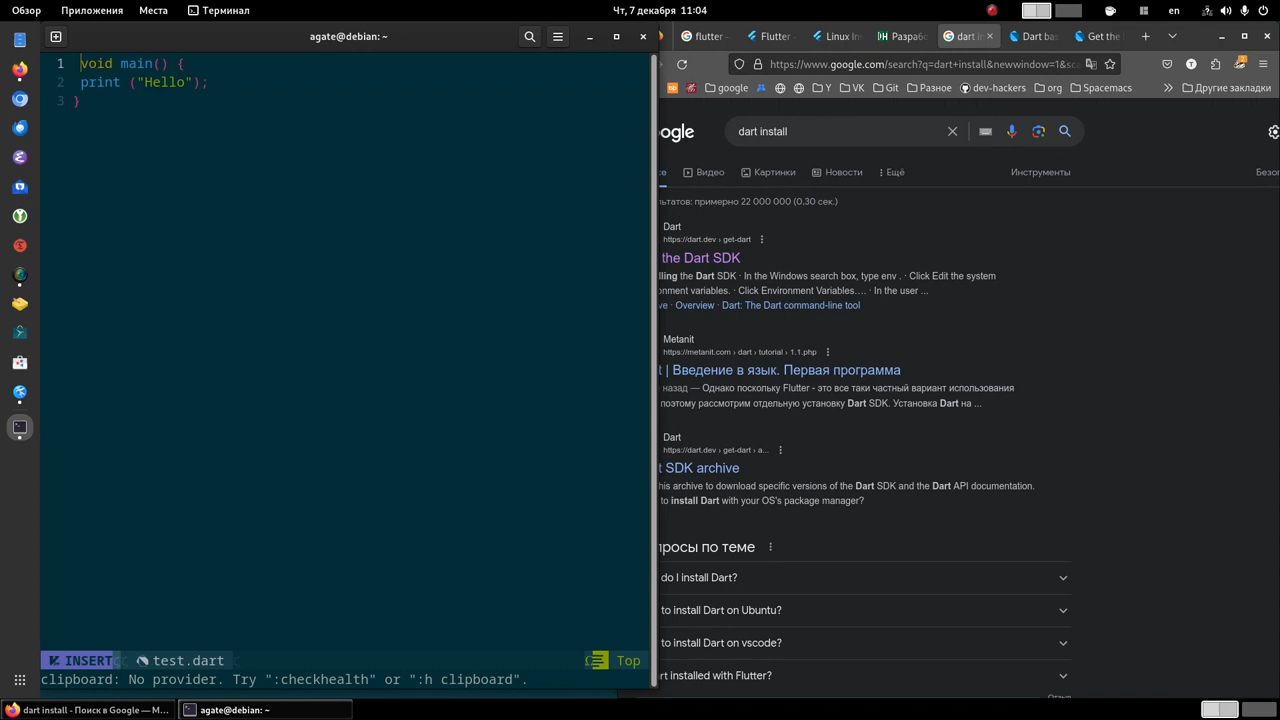 Обзор Приложения Места Терминал Чт, 7 декабря 11:04 en
agate@debian: ~
1 void main() {
2 print ("Hello");
3 }
INSERT test.dart Top
clipboard: No provider. Try ":checkhealth" or ":h clipboard".
flutter - Flutter - Linux in Разраб dart in Dart ba Get the
https://www.google.com/search?q=dart+install&newwindow=1&sc
google Y VK Git Разное dev-hackers org Spacemacs Другие закладки
ogle dart install
се Видео Картинки Новости Ещё Инструменты Безо
льтатов: примерно 22 000 000 (0,30 сек.)
Dart
https://dart.dev › get-dart
the Dart SDK
lling the Dart SDK · In the Windows search box, type env . · Click Edit the system
onment variables. · Click Environment Variables…. · In the user ...
ve · Overview · Dart: The Dart command-line tool
Metanit
https://metanit.com › dart › tutorial › 1.1.php
t | Введение в язык. Первая программа
назад — Однако поскольку Flutter - это все таки частный вариант использования
поэтому рассмотрим отдельную установку Dart SDK. Установка Dart на ...
Dart
https://dart.dev › get-dart › a...
t SDK archive
his archive to download specific versions of the Dart SDK and the Dart API documentation.
to install Dart with your OS's package manager?
просы по теме
do I install Dart?
to install Dart on Ubuntu?
to install Dart on vscode?
rt installed with Flutter?
dart install - Поиск в Google — M... agate@debian: ~